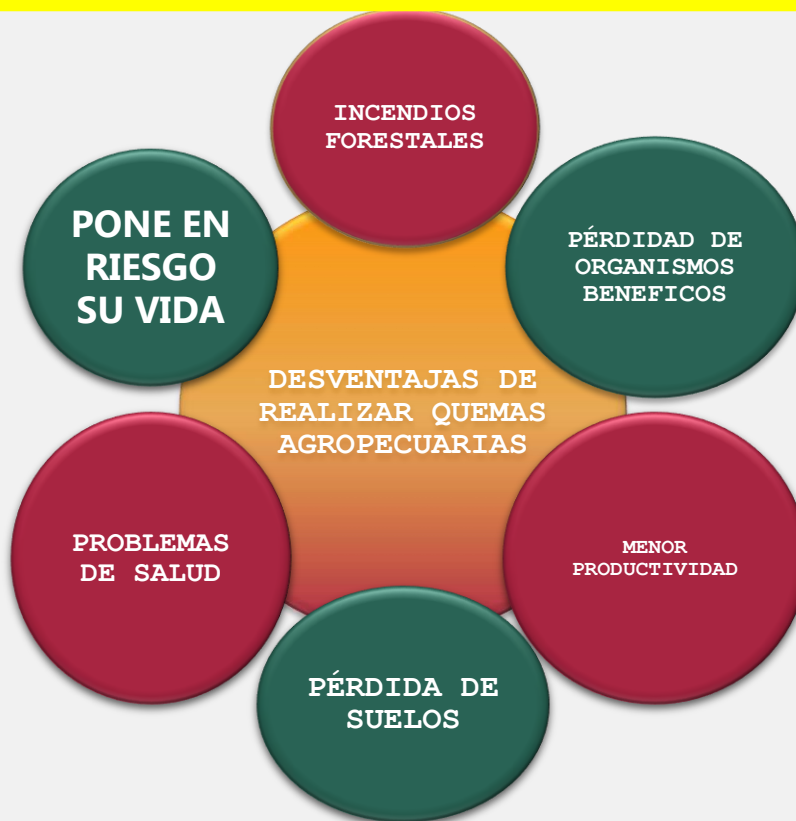 INCENDIOS
FORESTALES
PÉRDIDAD DE
ORGANISMOS
BENEFICOS
MENOR
PRODUCTIVIDAD
PÉRDIDA DE
SUELOS
PROBLEMAS
DE SALUD
PONE EN
RIESGO
SU VIDA
DESVENTAJAS DE
REALIZAR QUEMAS
AGROPECUARIAS